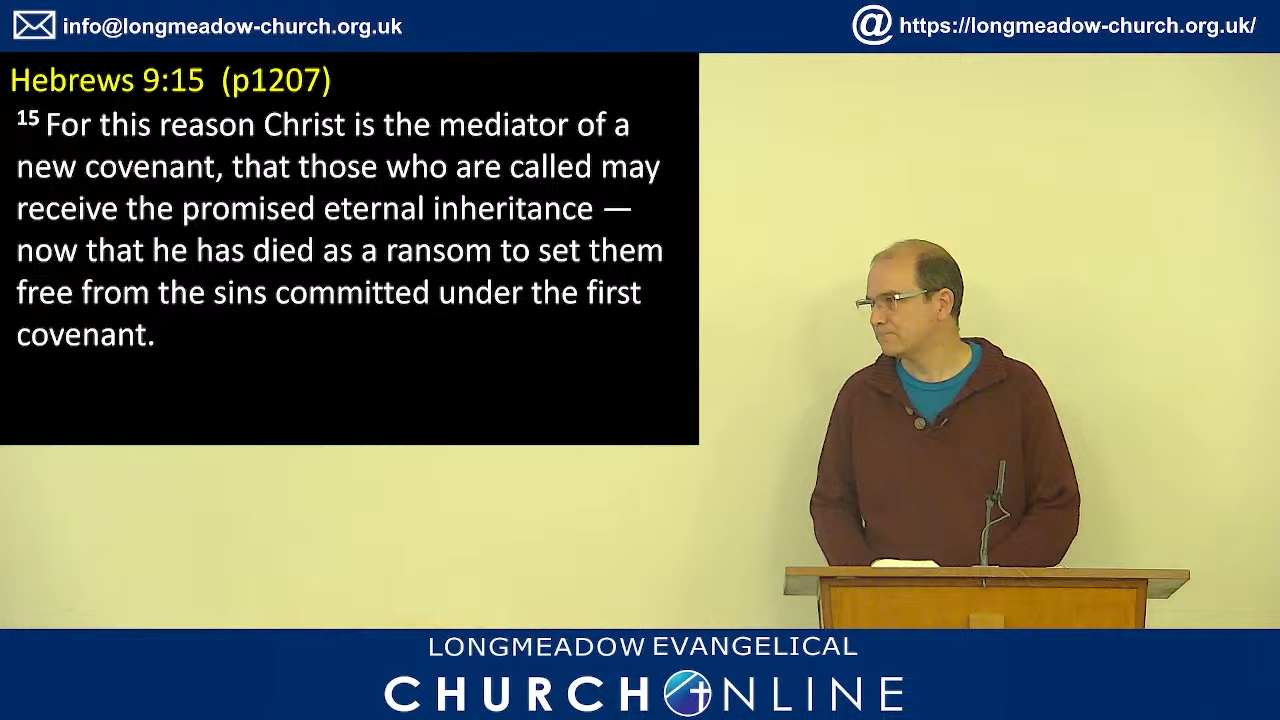 info@longmeadow-church.org.uk
https://longmeadow-church.org.uk/
Hebrews 9:15 (p1207)
15 For this reason Christ is the mediator of a
new covenant, that those who are called may
receive the promised eternal inheritance —
now that he has died as a ransom to set them
free from the sins committed under the first
covenant.
LONGMEADOW EVANGELICAL
CHURCH ONLINE